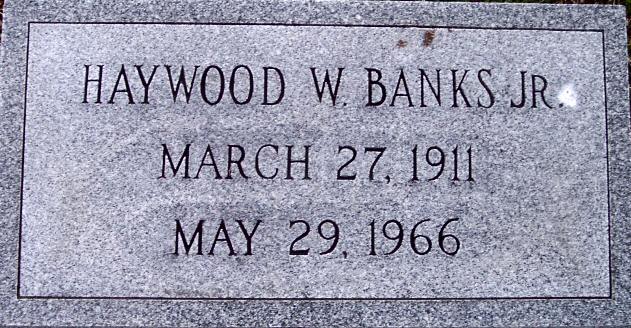 HAYWOOD W. BANKS JR.
MARCH 27, 1911
MAY 29, 1966